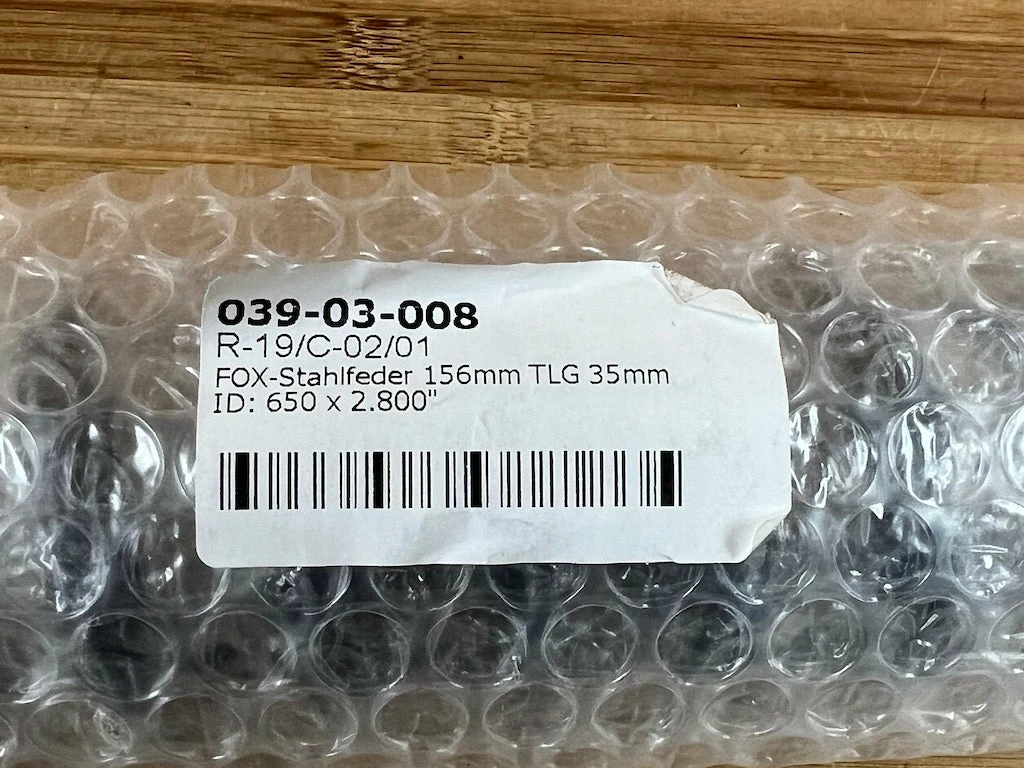 039-03-008
R-19/C-02/01
FOX-Stahlfeder 156mm TLG 35mm
ID: 650 x 2.800"